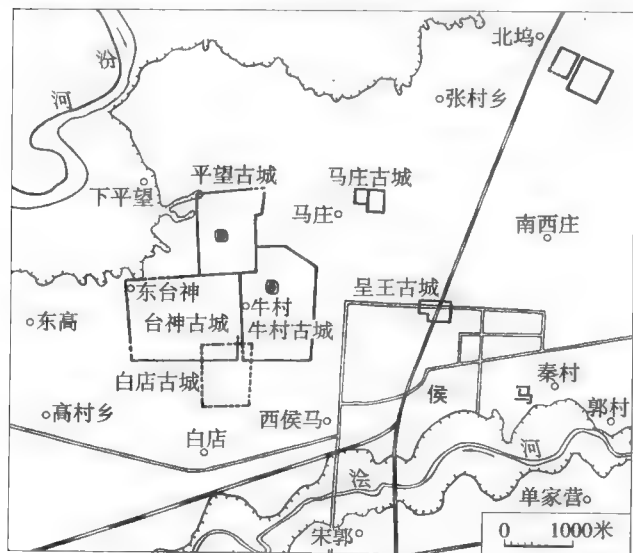 北坞
汾
河
张村乡
平望古城
马庄古城
下平望
马庄
南西庄
呈王古城
东台神
牛村
东高
台神古城
牛村古城
白店古城
侯
马
秦村
高村乡
西侯马
郭村
白店
河
浍
单家营
宋郭
0 1000米